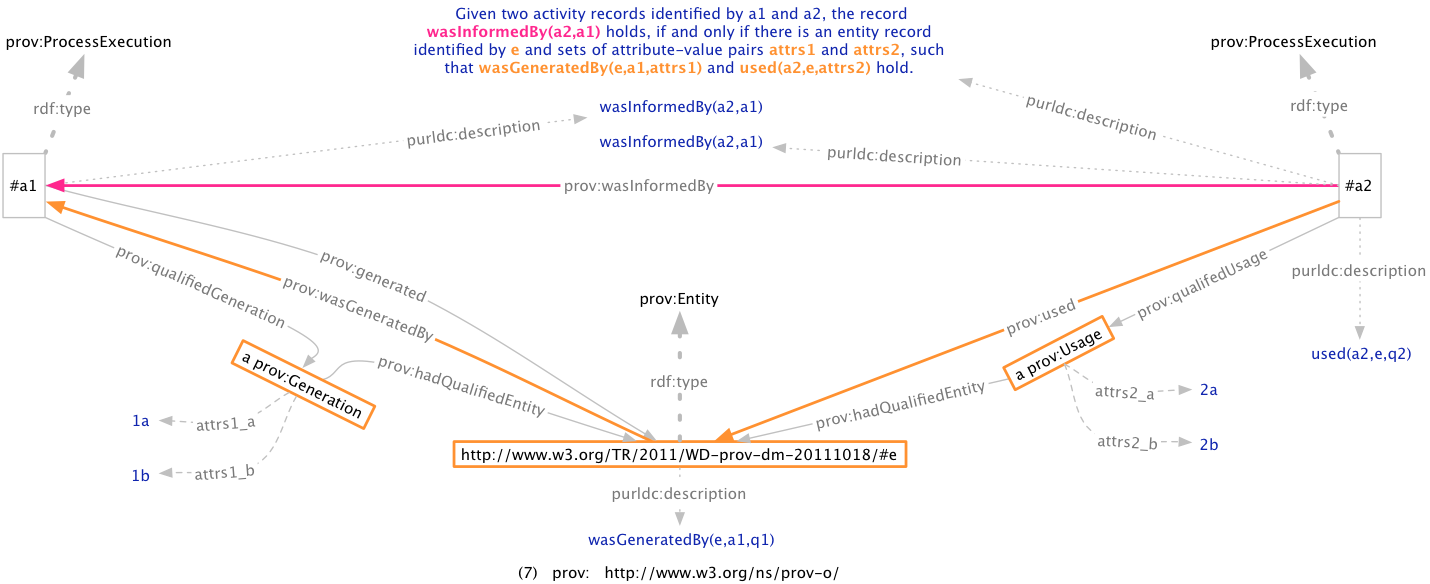 Given two activity records identified by a1 and a2, the record
wasInformedBy(a2,a1) holds, if and only if there is an entity record
identified by e and sets of attribute-value pairs attrs1 and attrs2, such
that wasGeneratedBy(e,a1,attrs1) and used(a2,e,attrs2) hold.
prov:ProcessExecution
prov:ProcessExecution
rdf:type
rdf:type
wasInformedBy(a2,a1)
purldc:description
purldc:description
wasInformedBy(a2,a1)
purldc:description
#a1
prov:wasInformedBy
#a2
prov:qualifiedGeneration
prov:generated
prov:wasGeneratedBy
prov:Entity
prov:used
prov:qualifedUsage
purldc:description
used(a2,e,q2)
a prov:Generation
prov:hadQualifiedEntity
rdf:type
prov:hadQualifiedEntity
a prov:Usage
attrs1_a
1a
attrs1_b
1b
attrs2_a
2a
attrs2_b
2b
http://www.w3.org/TR/2011/WD-prov-dm-20111018/#e
purldc:description
wasGeneratedBy(e,a1,q1)
(7) prov: http://www.w3.org/ns/prov-o/